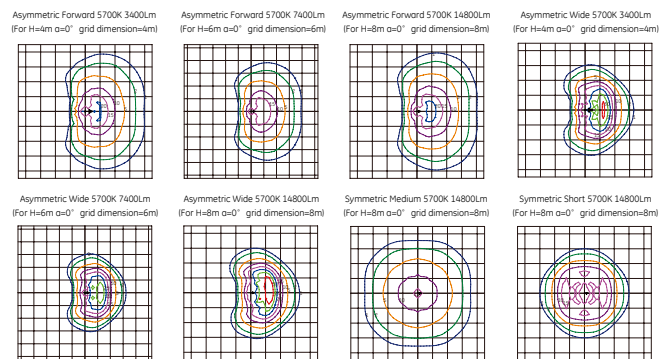 Asymmetric Forward 5700K 3400Lm
(For H=4m α=0° grid dimension=4m)
Asymmetric Forward 5700K 7400Lm
(For H=6m α=0° grid dimension=6m)
Asymmetric Forward 5700K 14800Lm
(For H=8m α=0° grid dimension=8m)
Asymmetric Wide 5700K 3400Lm
(For H=4m α=0° grid dimension=4m)
Asymmetric Wide 5700K 7400Lm
(For H=6m α=0° grid dimension=6m)
Asymmetric Wide 5700K 14800Lm
(For H=8m α=0° grid dimension=8m)
Symmetric Medium 5700K 14800Lm
(For H=8m α=0° grid dimension=8m)
Symmetric Short 5700K 14800Lm
(For H=8m α=0° grid dimension=8m)